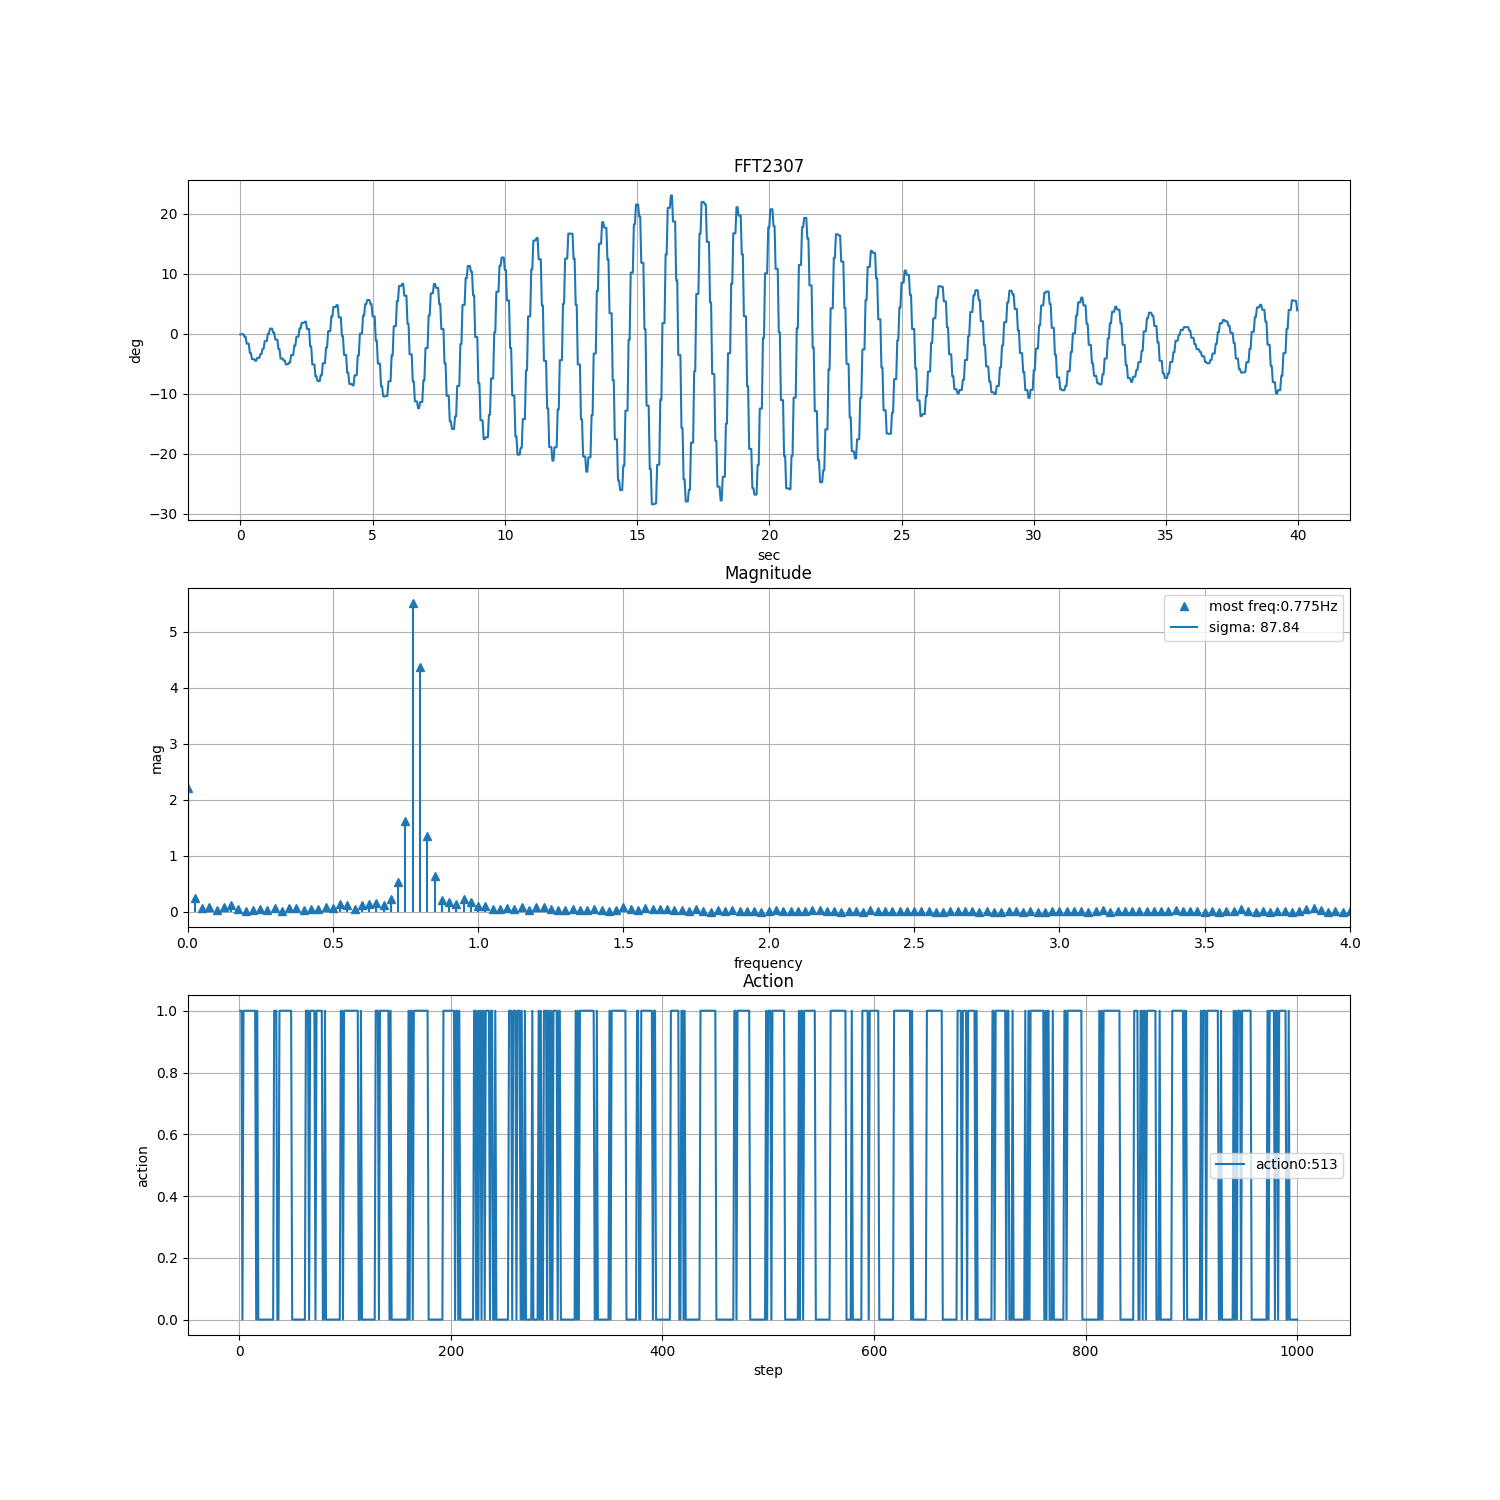 FFT2307
20
10
0
−10
−20
−30
deg
0 5 10 15 20 25 30 35 40
sec
Magnitude
most freq:0.775Hz
sigma: 87.84
5
4
3
2
1
0
mag
0.0 0.5 1.0 1.5 2.0 2.5 3.0 3.5 4.0
frequency
Action
1.0
0.8
0.6
0.4
0.2
0.0
action
action0:513
0 200 400 600 800 1000
step